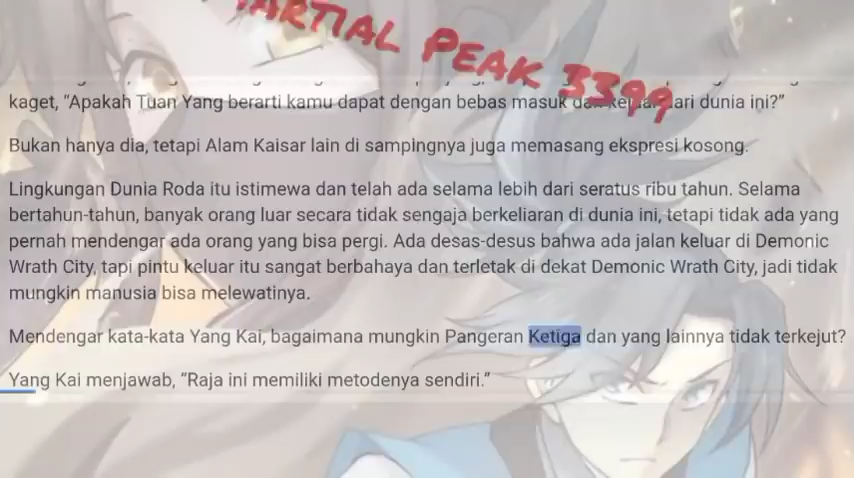 MARTIAL PEAK 3399
kaget, “Apakah Tuan Yang berarti kamu dapat dengan bebas masuk dan keluar dari dunia ini?”
Bukan hanya dia, tetapi Alam Kaisar lain di sampingnya juga memasang ekspresi kosong.
Lingkungan Dunia Roda itu istimewa dan telah ada selama lebih dari seratus ribu tahun. Selama
bertahun-tahun, banyak orang luar secara tidak sengaja berkeliaran di dunia ini, tetapi tidak ada yang
pernah mendengar ada orang yang bisa pergi. Ada desas-desus bahwa ada jalan keluar di Demonic
Wrath City, tapi pintu keluar itu sangat berbahaya dan terletak di dekat Demonic Wrath City, jadi tidak
mungkin manusia bisa melewatinya.
Mendengar kata-kata Yang Kai, bagaimana mungkin Pangeran Ketiga dan yang lainnya tidak terkejut?
Yang Kai menjawab, “Raja ini memiliki metodenya sendiri.”